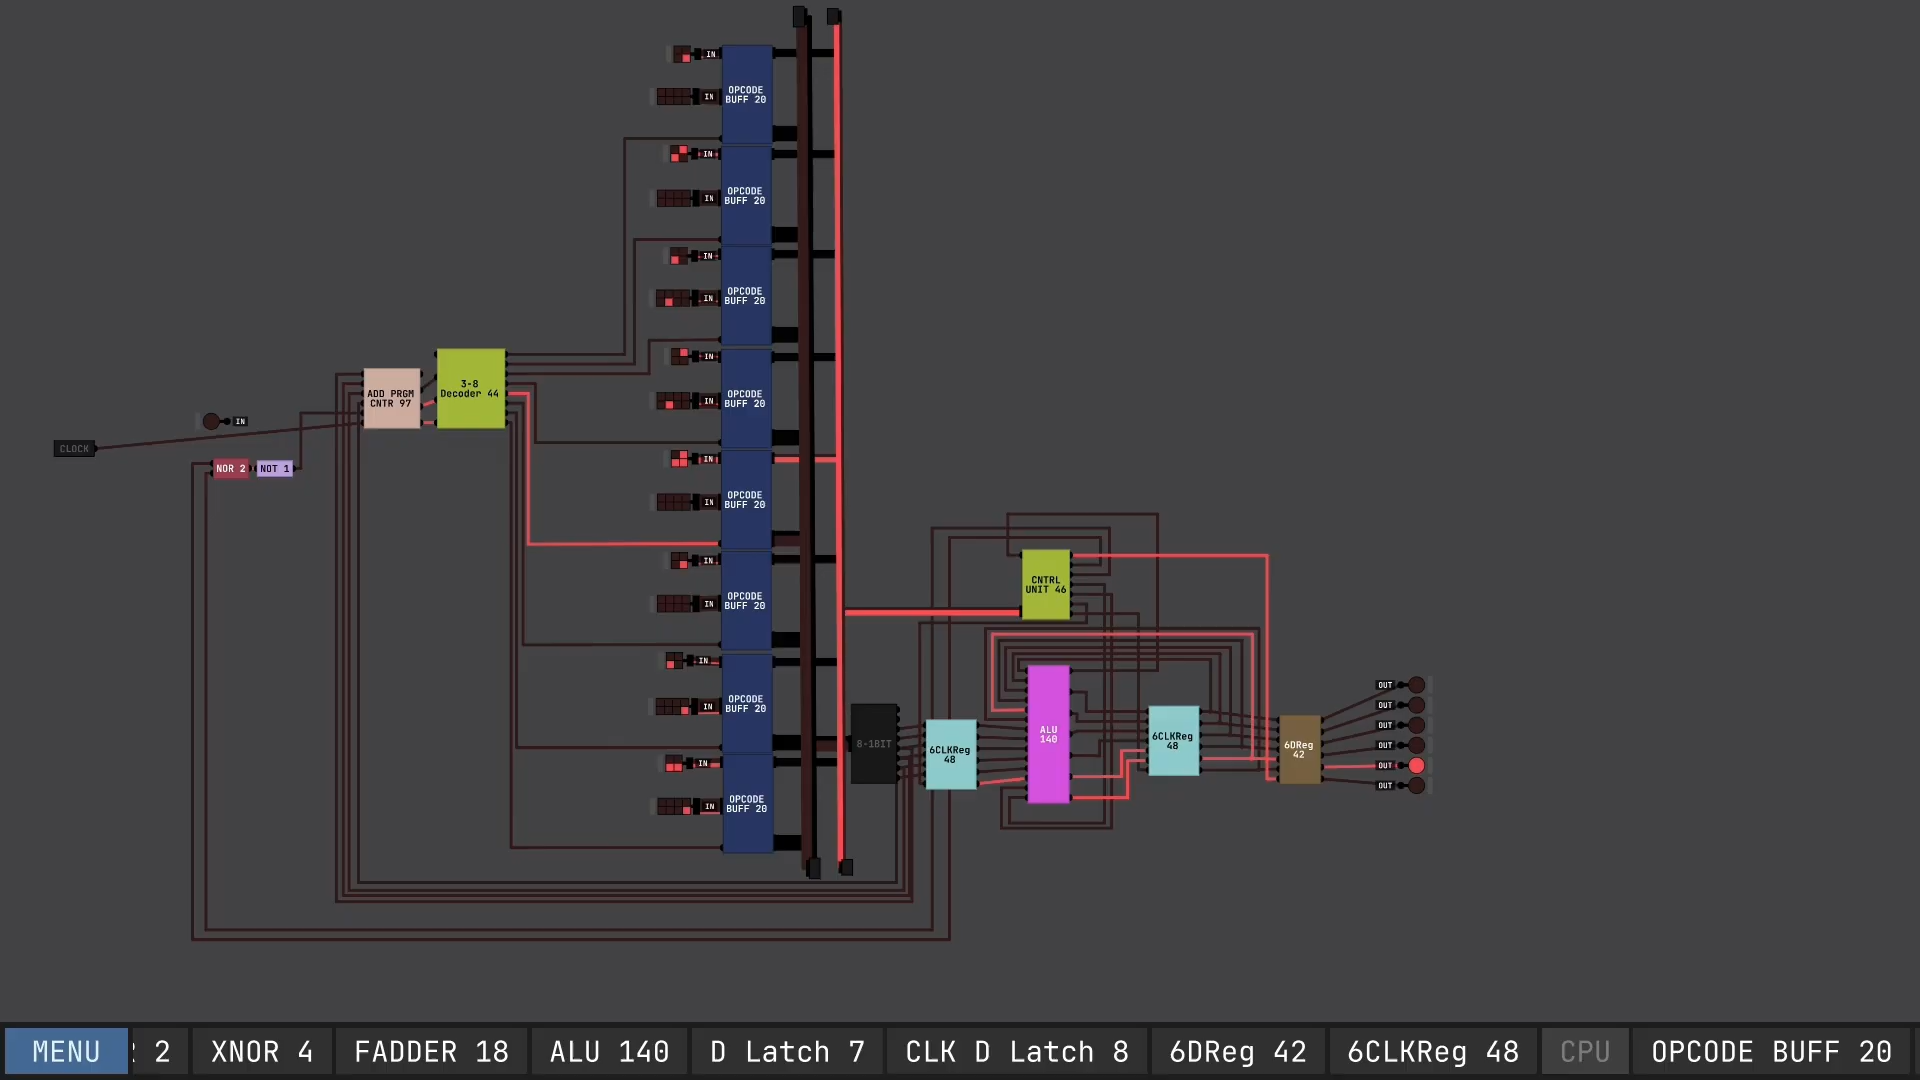 IN
OPCODE
BUFF 20
IN
IN
OPCODE
BUFF 20
IN
IN
OPCODE
BUFF 20
IN
IN
OPCODE
BUFF 20
IN
IN
OPCODE
BUFF 20
IN
IN
OPCODE
BUFF 20
IN
IN
OPCODE
BUFF 20
IN
IN
OPCODE
BUFF 20
IN
3-8
Decoder 44
ADD PRGM
CNTR 97
IN
CLOCK
NOR 2
NOT 1
CNTRL
UNIT 46
8-1BIT
6CLKReg
48
ALU
140
6CLKReg
48
6DReg
42
OUT
OUT
OUT
OUT
OUT
OUT
MENU
2
XNOR 4
FADDER 18
ALU 140
D Latch 7
CLK D Latch 8
6DReg 42
6CLKReg 48
CPU
OPCODE BUFF 20